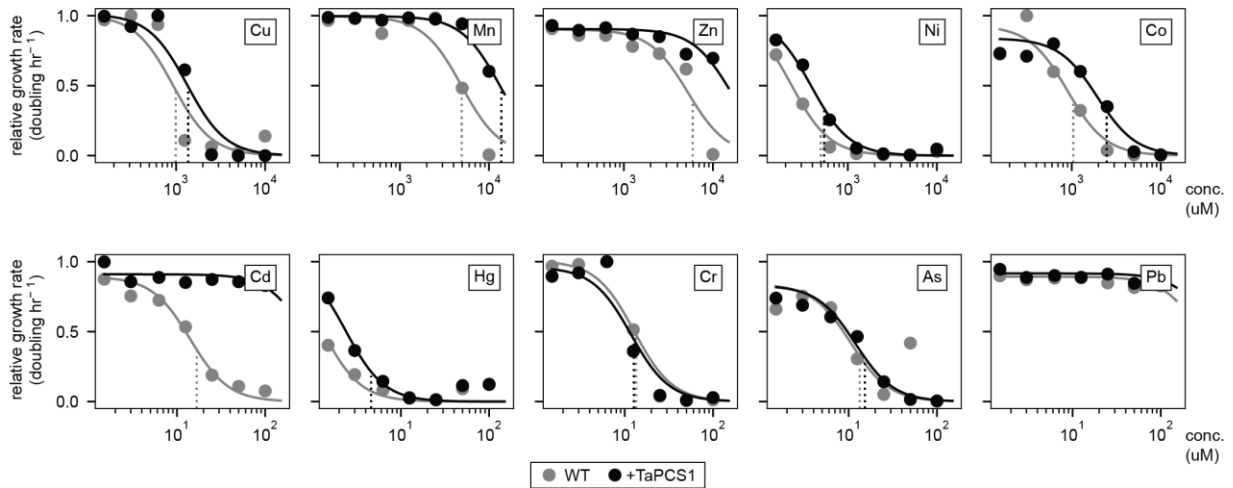 relative growth rate
(doubling hr⁻¹)
1.0
0.5
0.0
Cu
Mn
Zn
Ni
Co
10³ 10⁴
10³ 10⁴
10³ 10⁴
10³ 10⁴
10³ 10⁴
conc.
(uM)
relative growth rate
(doubling hr⁻¹)
1.0
0.5
0.0
Cd
Hg
Cr
As
Pb
10¹ 10²
10¹ 10²
10¹ 10²
10¹ 10²
10¹ 10²
conc.
(uM)
WT +TaPCS1